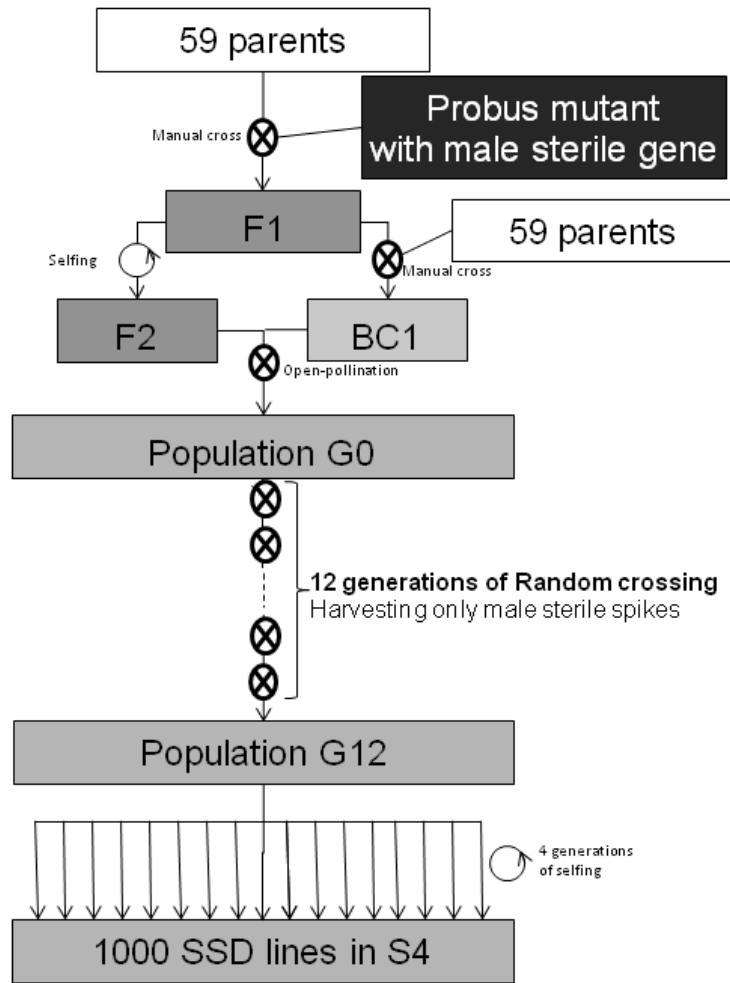 59 parents
Manual cross
Probus mutant
with male sterile gene
F1
59 parents
Selfing
Manual cross
F2
BC1
Open-pollination
Population G0
12 generations of Random crossing
Harvesting only male sterile spikes
Population G12
4 generations
of selfing
1000 SSD lines in S4